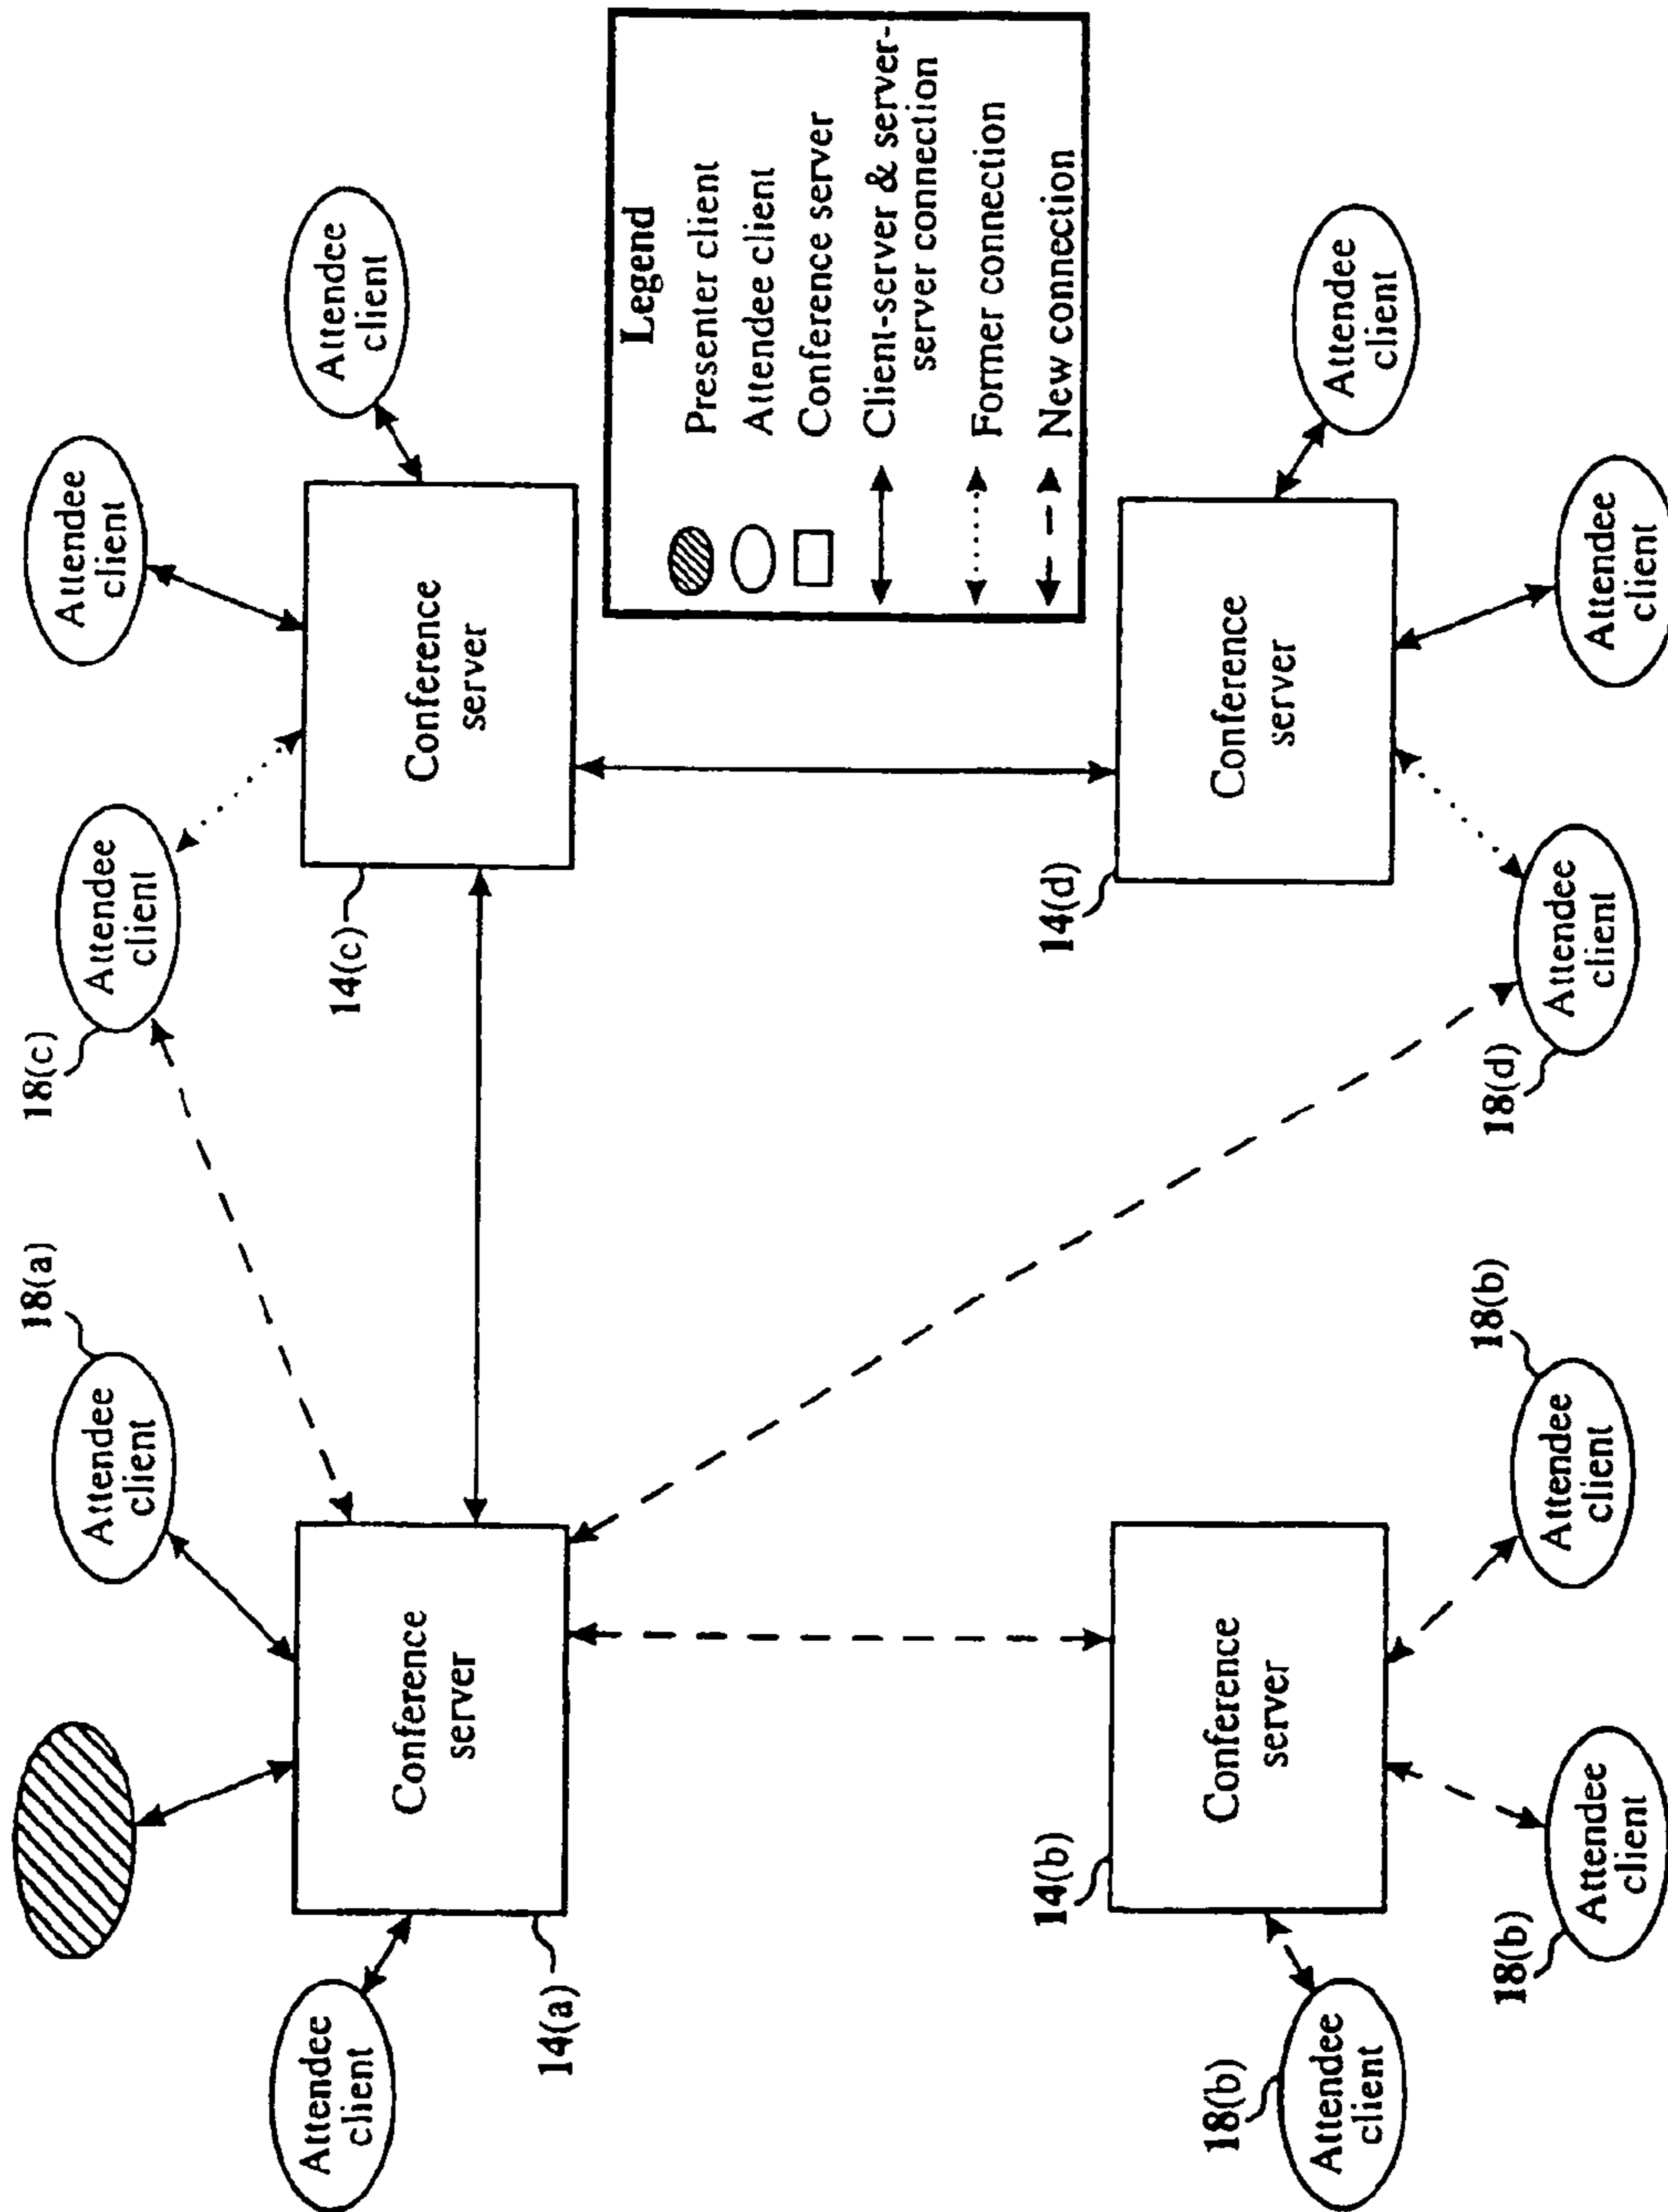 18(a)
18(c)
Attendee
client
Attendee
client
Attendee
client
Attendee
client
Attendee
client
Conference
server
Conference
server
14(a)
14(c)
Legend
Presenter client
Attendee client
Conference server
Client-server & server-
server connection
Former connection
New connection
14(b)
14(d)
Conference
server
Conference
server
18(b)
Attendee
client
Attendee
client
18(b)
18(d)
18(b)
Attendee
client
Attendee
client
Attendee
client
Attendee
client